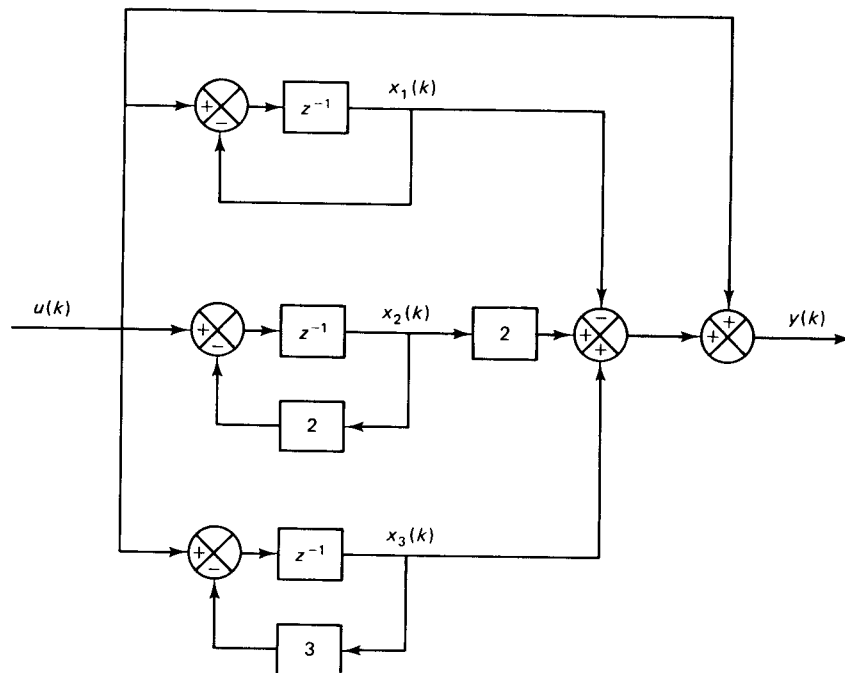 x₁(k)
+
−
z⁻¹
u(k)
+
−
z⁻¹
x₂(k)
2
−
+
+
+
+
y(k)
2
x₃(k)
+
−
z⁻¹
3